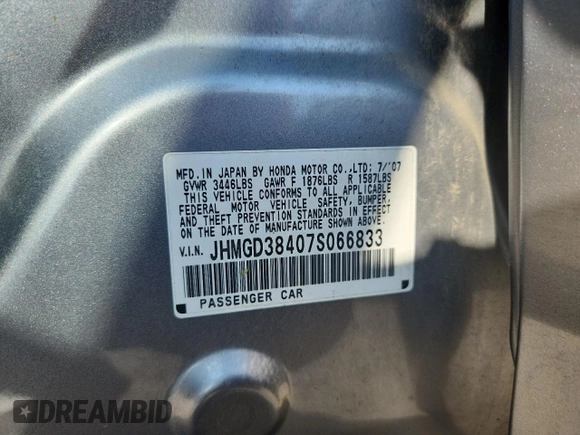 MFD. IN JAPAN BY HONDA MOTOR CO., LTD: 7/'07
GVWR 3446LBS GAWR F 1876LBS R 1587LBS
THIS VEHICLE CONFORMS TO ALL APPLICABLE
FEDERAL MOTOR VEHICLE SAFETY, BUMPER,
AND THEFT PREVENTION STANDARDS IN EFFECT
ON THE DATE OF MANUFACTURE SHOWN ABOVE.
V.I.N. JHMGD38407S066833
PASSENGER CAR
DREAMBID